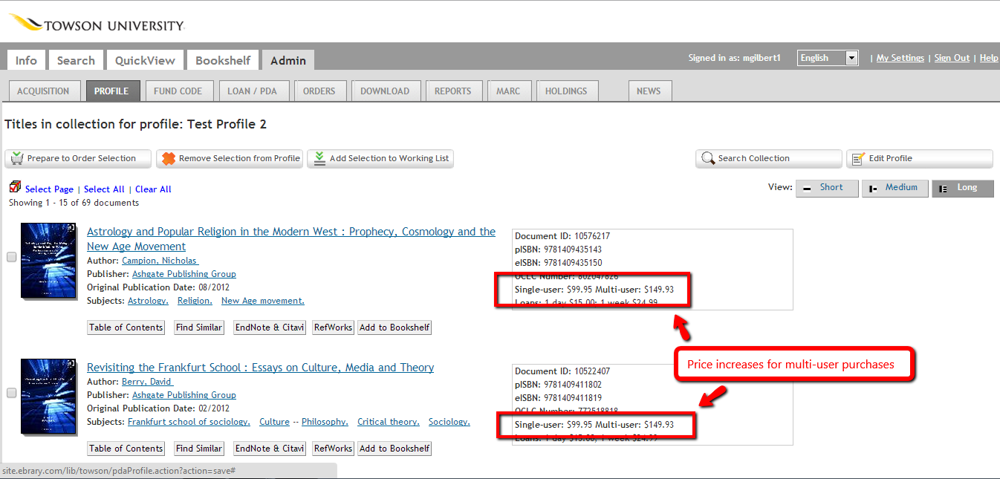 TOWSON UNIVERSITY
Info Search QuickView Bookshelf Admin
Signed in as: mgilbert1 English | My Settings | Sign Out | Help
ACQUISITION PROFILE FUND CODE LOAN / PDA ORDERS DOWNLOAD REPORTS MARC HOLDINGS NEWS
Titles in collection for profile: Test Profile 2
Prepare to Order Selection Remove Selection from Profile Add Selection to Working List Search Collection Edit Profile
Select Page | Select All | Clear All
View: Short Medium Long
Showing 1 - 15 of 69 documents
Astrology and Popular Religion in the Modern West : Prophecy, Cosmology and the
New Age Movement
Author: Campion, Nicholas
Publisher: Ashgate Publishing Group
Original Publication Date: 08/2012
Subjects: Astrology. Religion. New Age movement.
Document ID: 10576217
pISBN: 9781409435143
eISBN: 9781409435150
OCLC Number: 802047826
Single-user: $99.95 Multi-user: $149.93
Loans: 1 day $15.00; 1 week $24.99
Table of Contents Find Similar EndNote & Citavi RefWorks Add to Bookshelf
Price increases for multi-user purchases
Revisiting the Frankfurt School : Essays on Culture, Media and Theory
Author: Berry, David
Publisher: Ashgate Publishing Group
Original Publication Date: 02/2012
Subjects: Frankfurt school of sociology. Culture -- Philosophy. Critical theory. Sociology.
Document ID: 10522407
pISBN: 9781409411802
eISBN: 9781409411819
OCLC Number: 772518818
Single-user: $99.95 Multi-user: $149.93
Loans: 1 day $15.00; 1 week $24.99
Table of Contents Find Similar EndNote & Citavi RefWorks Add to Bookshelf
site.ebrary.com/lib/towson/pdaProfile.action?action=save#